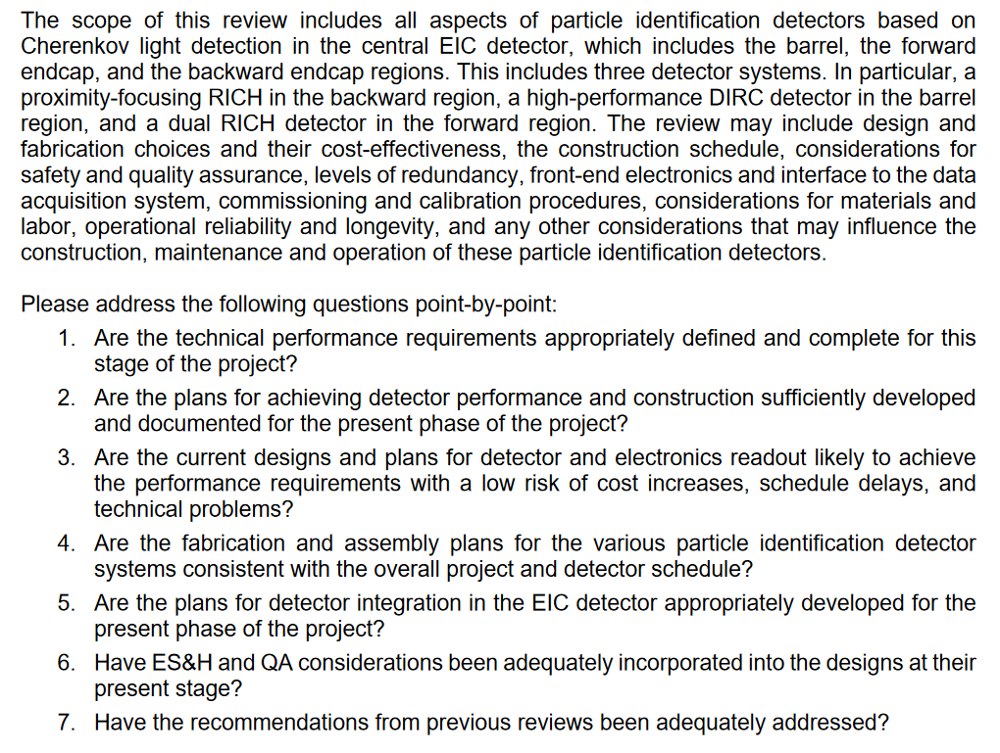 The scope of this review includes all aspects of particle identification detectors based on
Cherenkov light detection in the central EIC detector, which includes the barrel, the forward
endcap, and the backward endcap regions. This includes three detector systems. In particular, a
proximity-focusing RICH in the backward region, a high-performance DIRC detector in the barrel
region, and a dual RICH detector in the forward region. The review may include design and
fabrication choices and their cost-effectiveness, the construction schedule, considerations for
safety and quality assurance, levels of redundancy, front-end electronics and interface to the data
acquisition system, commissioning and calibration procedures, considerations for materials and
labor, operational reliability and longevity, and any other considerations that may influence the
construction, maintenance and operation of these particle identification detectors.
Please address the following questions point-by-point:
1. Are the technical performance requirements appropriately defined and complete for this
stage of the project?
2. Are the plans for achieving detector performance and construction sufficiently developed
and documented for the present phase of the project?
3. Are the current designs and plans for detector and electronics readout likely to achieve
the performance requirements with a low risk of cost increases, schedule delays, and
technical problems?
4. Are the fabrication and assembly plans for the various particle identification detector
systems consistent with the overall project and detector schedule?
5. Are the plans for detector integration in the EIC detector appropriately developed for the
present phase of the project?
6. Have ES&H and QA considerations been adequately incorporated into the designs at their
present stage?
7. Have the recommendations from previous reviews been adequately addressed?